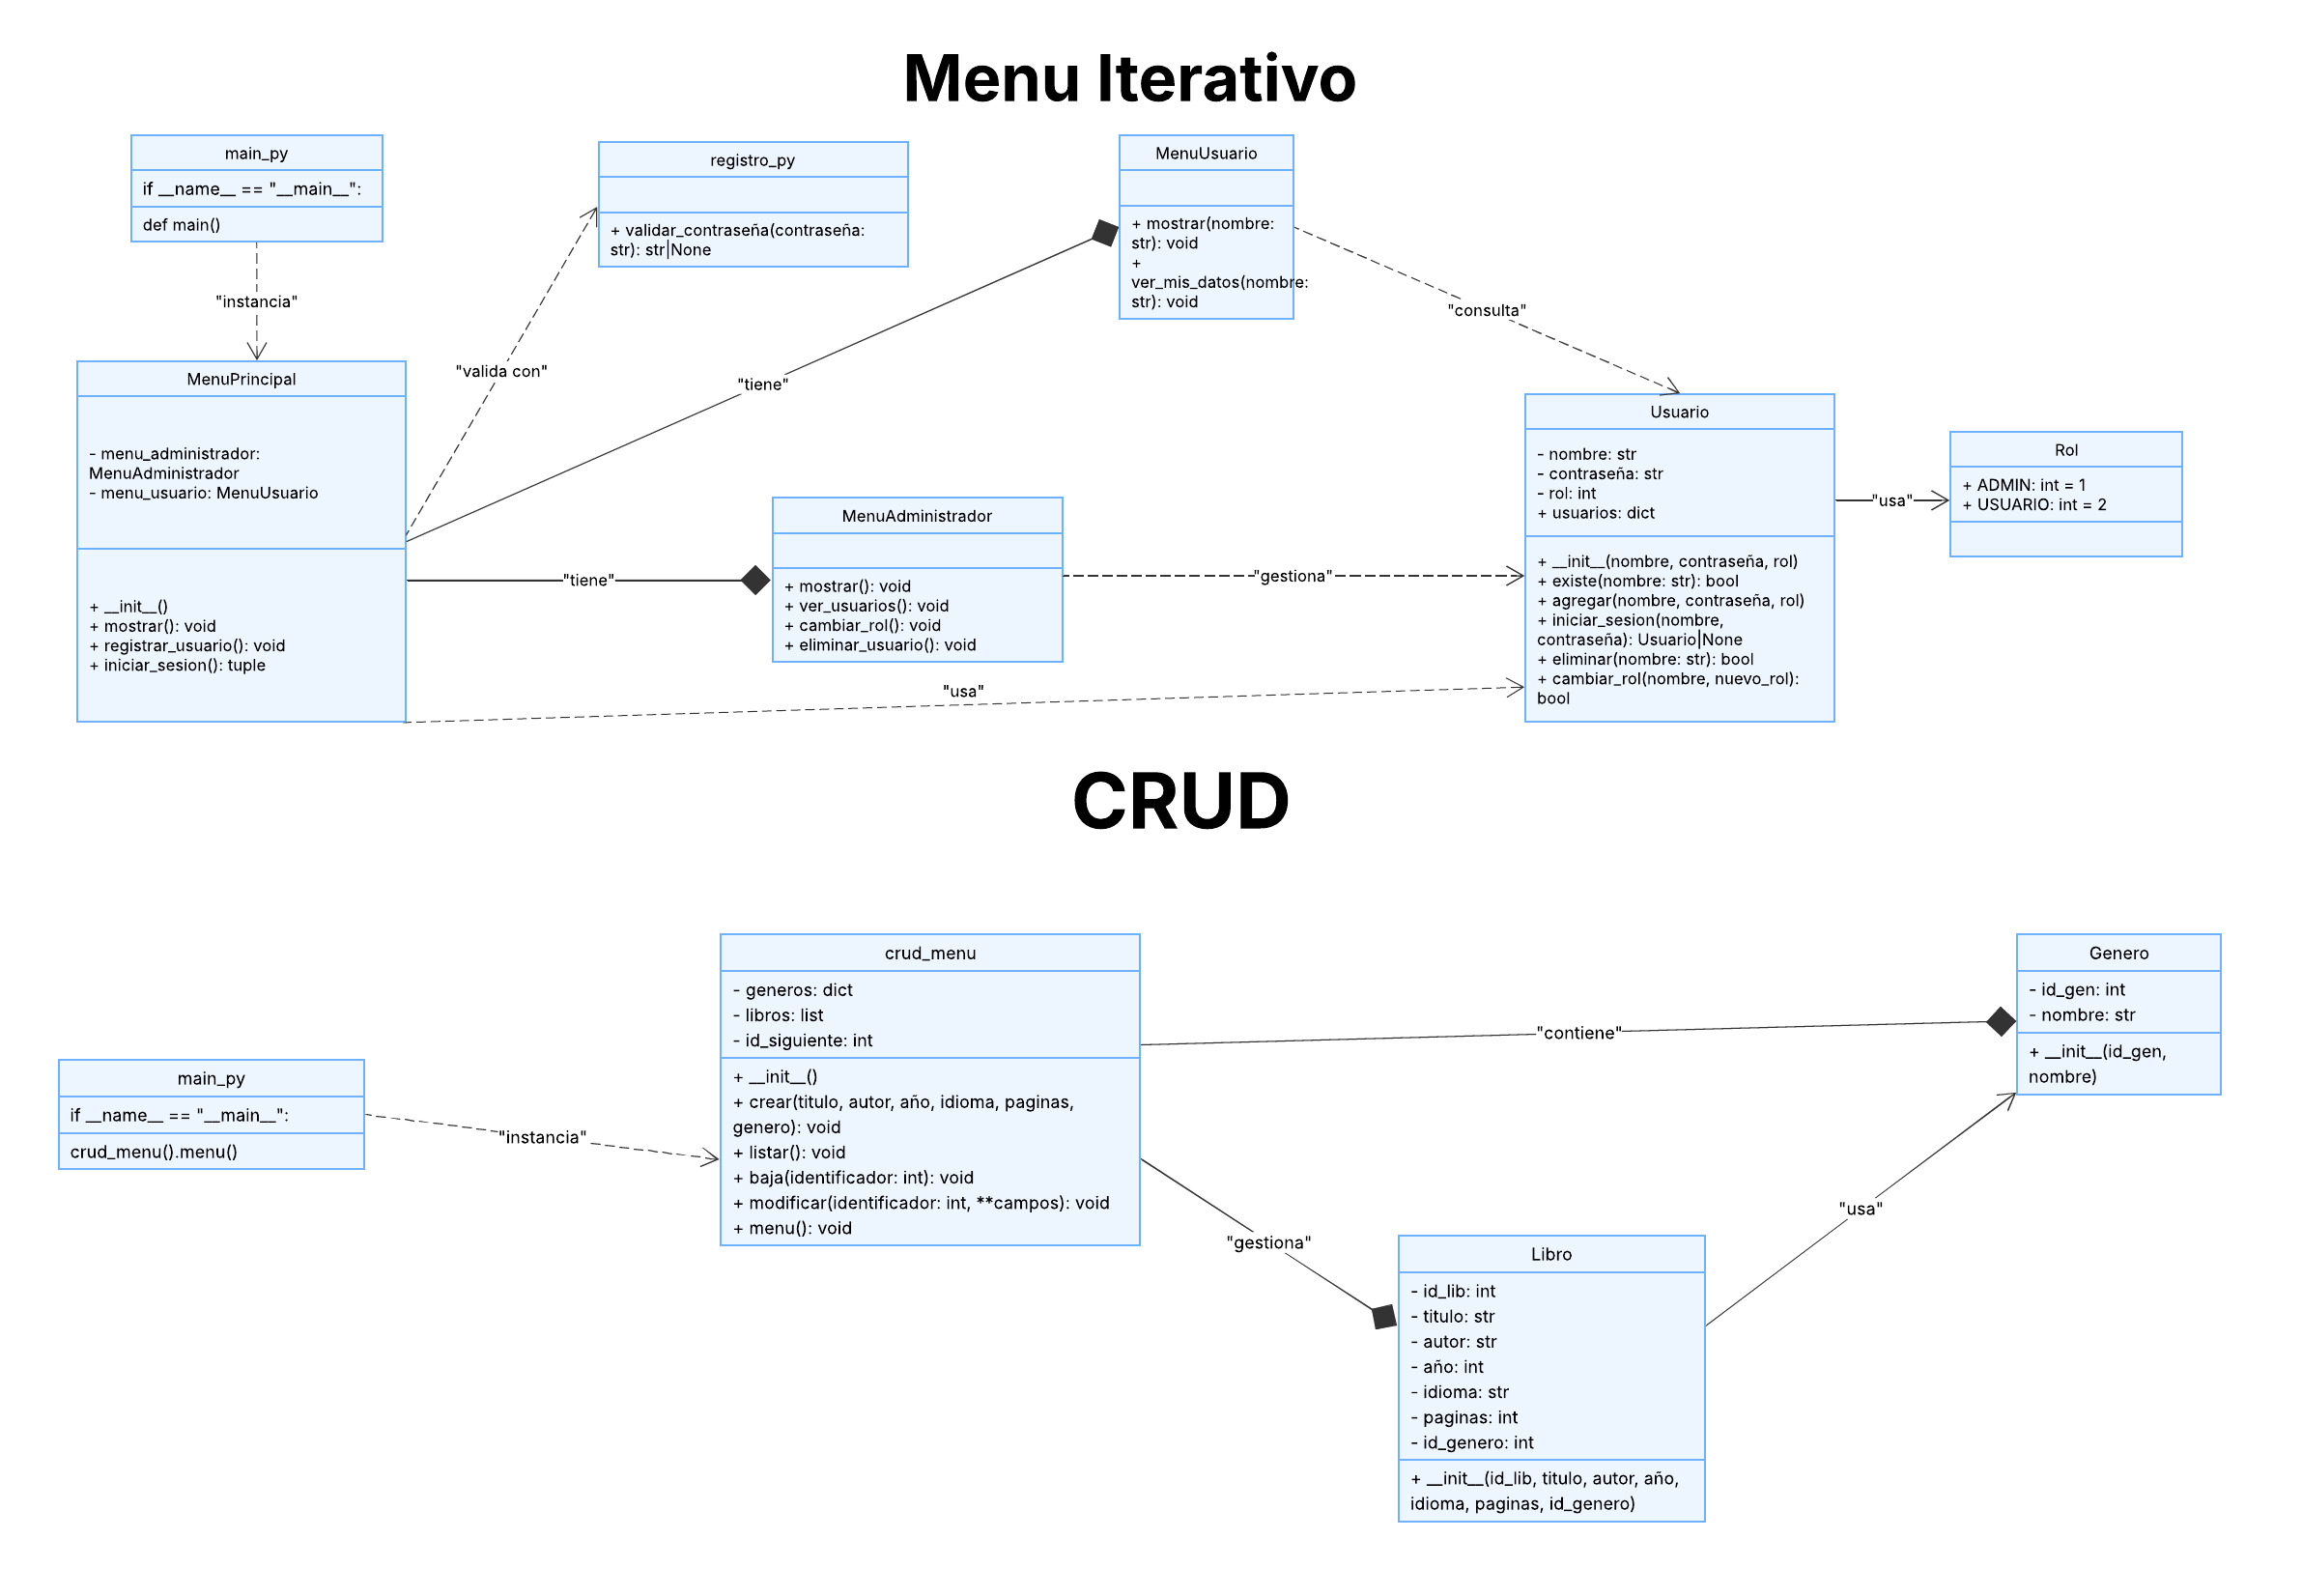 Menu Iterativo
main_py
if __name__ == "__main__":
def main()
"instancia"
registro_py
+ validar_contraseña(contraseña:
str): str|None
"valida con"
MenuUsuario
+ mostrar(nombre:
str): void
+
ver_mis_datos(nombre:
str): void
"consulta"
"tiene"
MenuPrincipal
- menu_administrador:
MenuAdministrador
- menu_usuario: MenuUsuario
+ __init__()
+ mostrar(): void
+ registrar_usuario(): void
+ iniciar_sesion(): tuple
"tiene"
MenuAdministrador
+ mostrar(): void
+ ver_usuarios(): void
+ cambiar_rol(): void
+ eliminar_usuario(): void
"gestiona"
"usa"
Usuario
- nombre: str
- contraseña: str
- rol: int
+ usuarios: dict
+ __init__(nombre, contraseña, rol)
+ existe(nombre: str): bool
+ agregar(nombre, contraseña, rol)
+ iniciar_sesion(nombre,
contraseña): Usuario|None
+ eliminar(nombre: str): bool
+ cambiar_rol(nombre, nuevo_rol):
bool
"usa"
Rol
+ ADMIN: int = 1
+ USUARIO: int = 2
CRUD
main_py
if __name__ == "__main__":
crud_menu().menu()
"instancia"
crud_menu
- generos: dict
- libros: list
- id_siguiente: int
+ __init__()
+ crear(titulo, autor, año, idioma, paginas,
genero): void
+ listar(): void
+ baja(identificador: int): void
+ modificar(identificador: int, **campos): void
+ menu(): void
"contiene"
"gestiona"
Genero
- id_gen: int
- nombre: str
+ __init__(id_gen,
nombre)
"usa"
Libro
- id_lib: int
- titulo: str
- autor: str
- año: int
- idioma: str
- paginas: int
- id_genero: int
+ __init__(id_lib, titulo, autor, año,
idioma, paginas, id_genero)